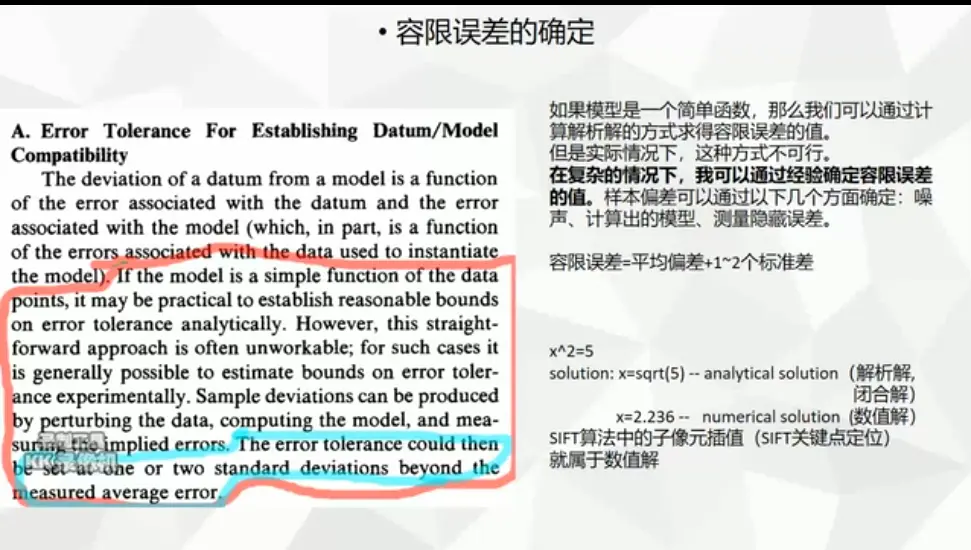 • 容限误差的确定
A. Error Tolerance For Establishing Datum/Model
Compatibility
The deviation of a datum from a model is a function
of the error associated with the datum and the error
associated with the model (which, in part, is a function
of the errors associated with the data used to instantiate
the model). If the model is a simple function of the data
points, it may be practical to establish reasonable bounds
on error tolerance analytically. However, this straight-
forward approach is often unworkable; for such cases it
is generally possible to estimate bounds on error toler-
ance experimentally. Sample deviations can be produced
by perturbing the data, computing the model, and mea-
suring the implied errors. The error tolerance could then
be set at one or two standard deviations beyond the
measured average error.
如果模型是一个简单函数，那么我们可以通过计
算解析解的方式求得容限误差的值。
但是实际情况下，这种方式不可行。
在复杂的情况下，我可以通过经验确定容限误差
的值。样本偏差可以通过以下几个方面确定：噪
声、计算出的模型、测量隐藏误差。
容限误差=平均偏差+1~2个标准差
x^2=5
solution: x=sqrt(5) -- analytical solution（解析解,
闭合解）
x=2.236 -- numerical solution（数值解）
SIFT算法中的子像元插值（SIFT关键点定位）
就属于数值解